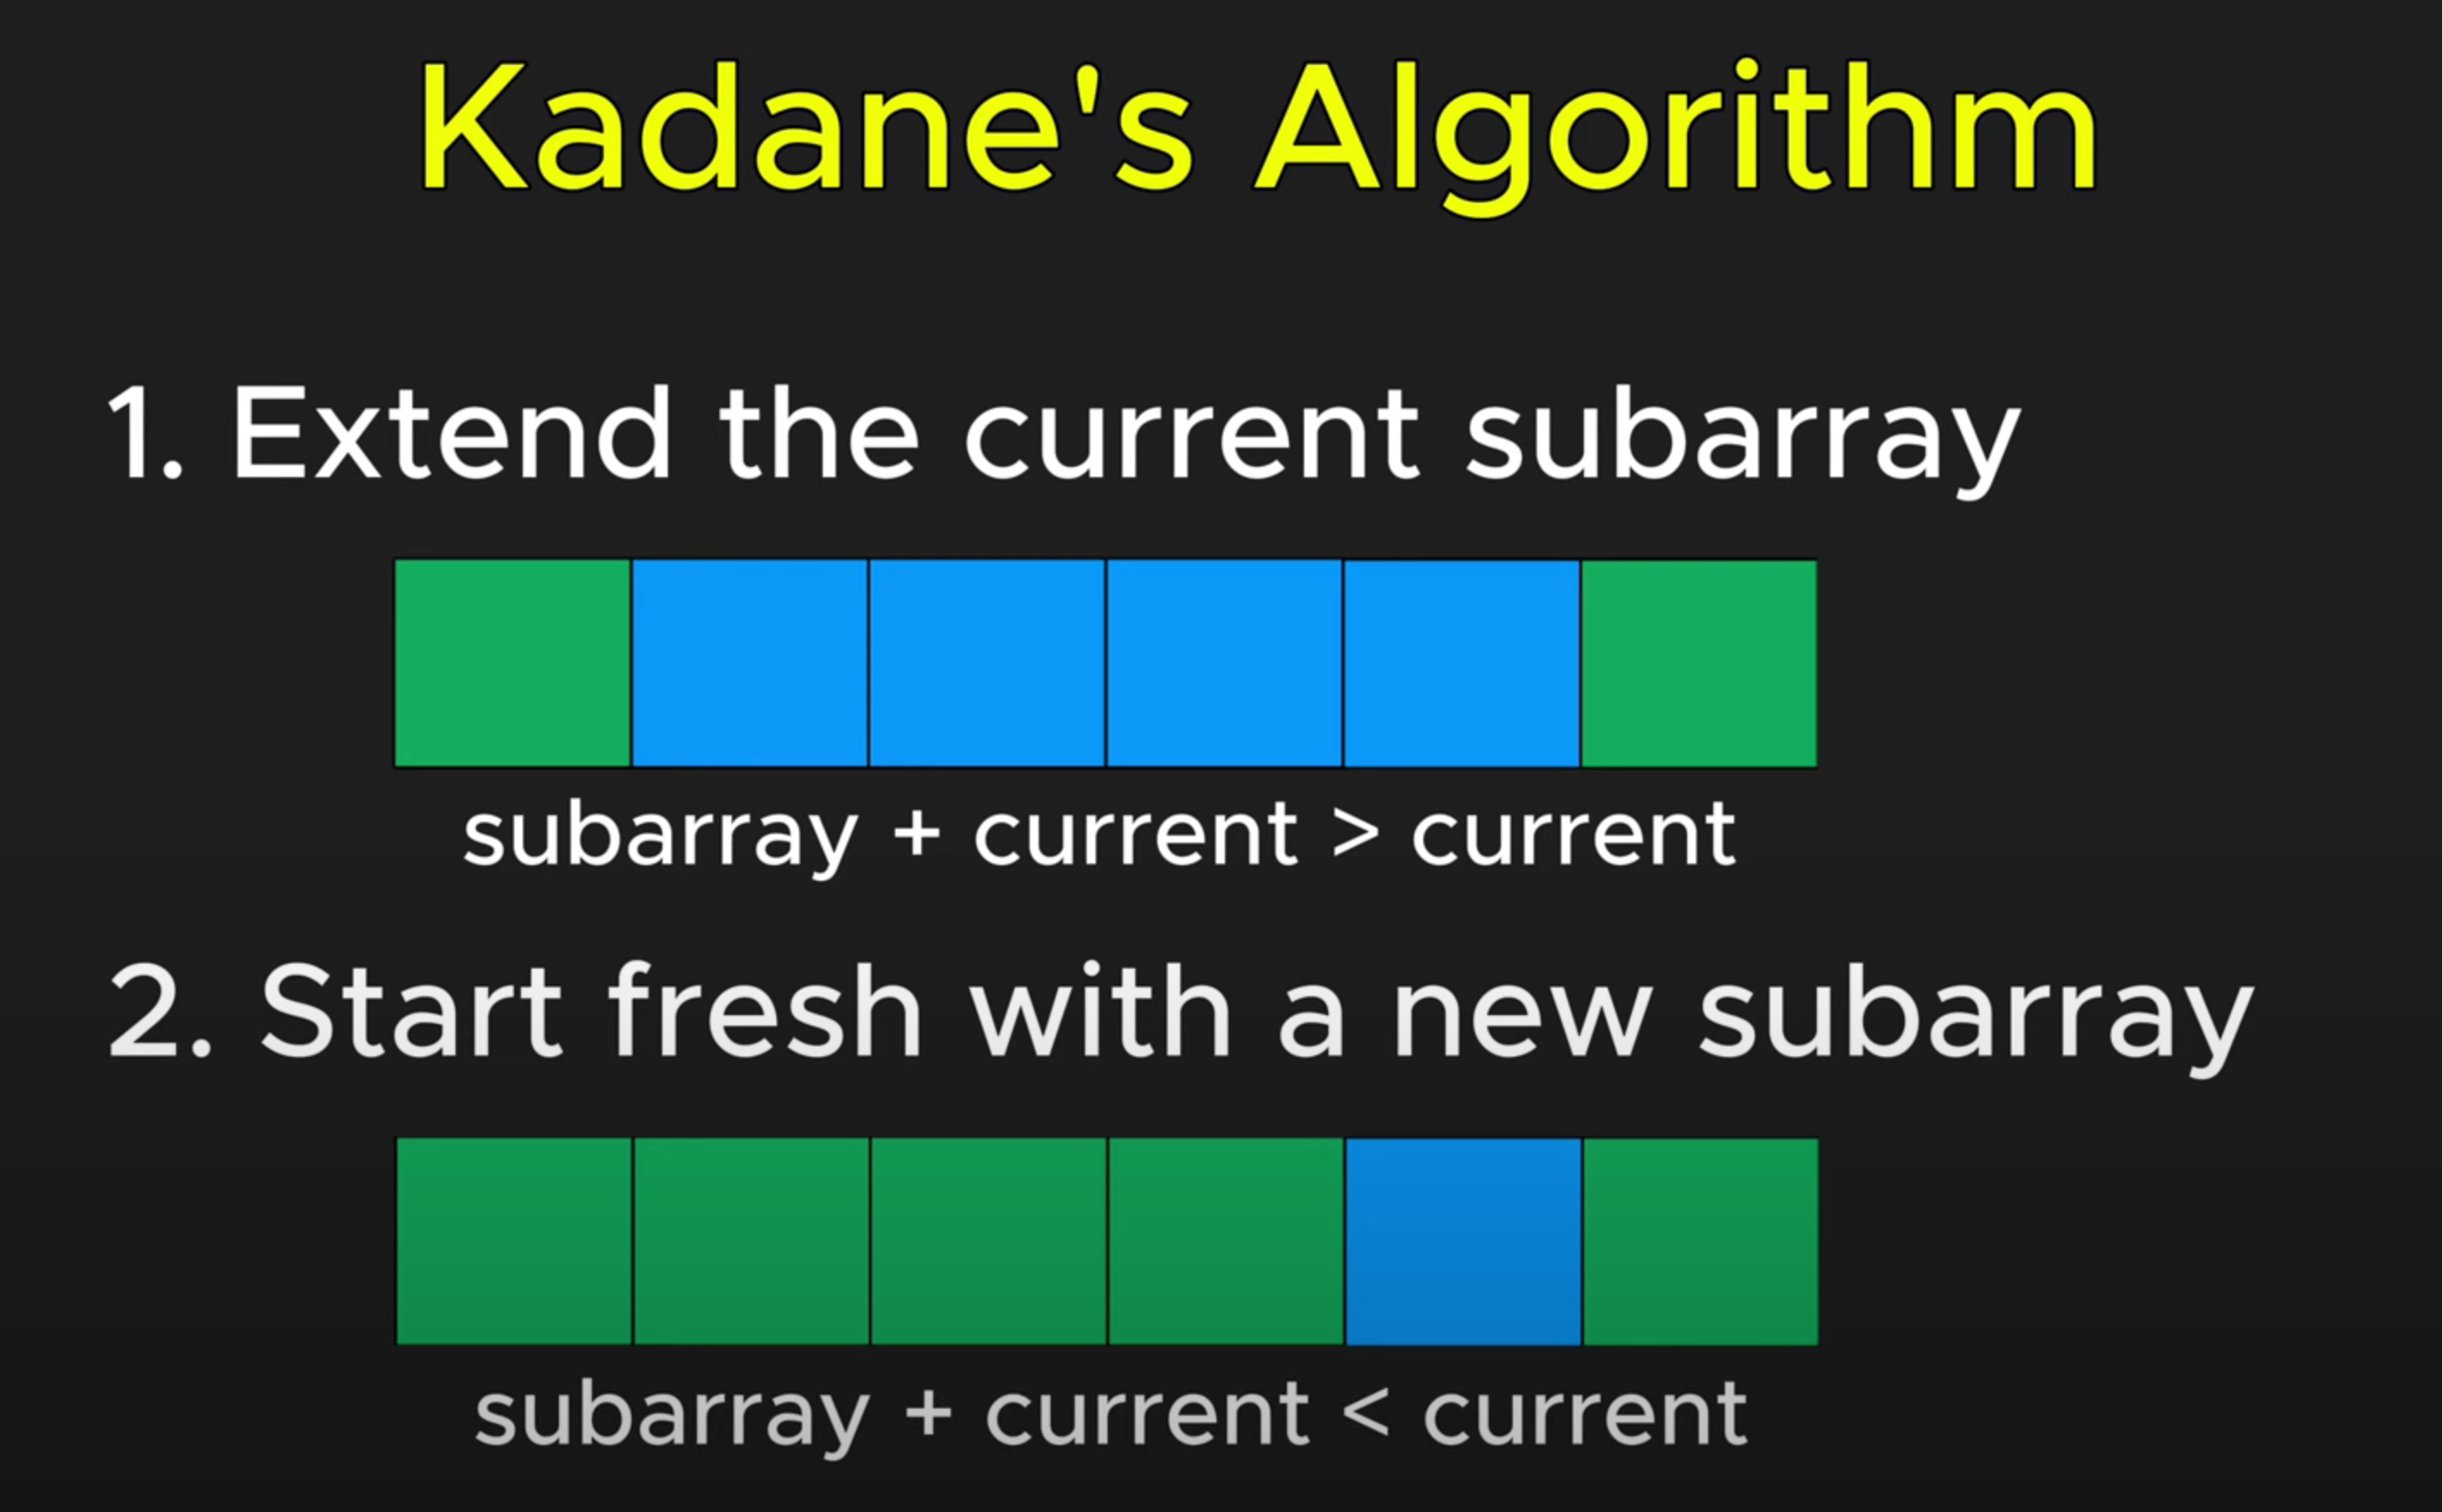 Kadane's Algorithm
1. Extend the current subarray
subarray + current > current
2. Start fresh with a new subarray
subarray + current < current